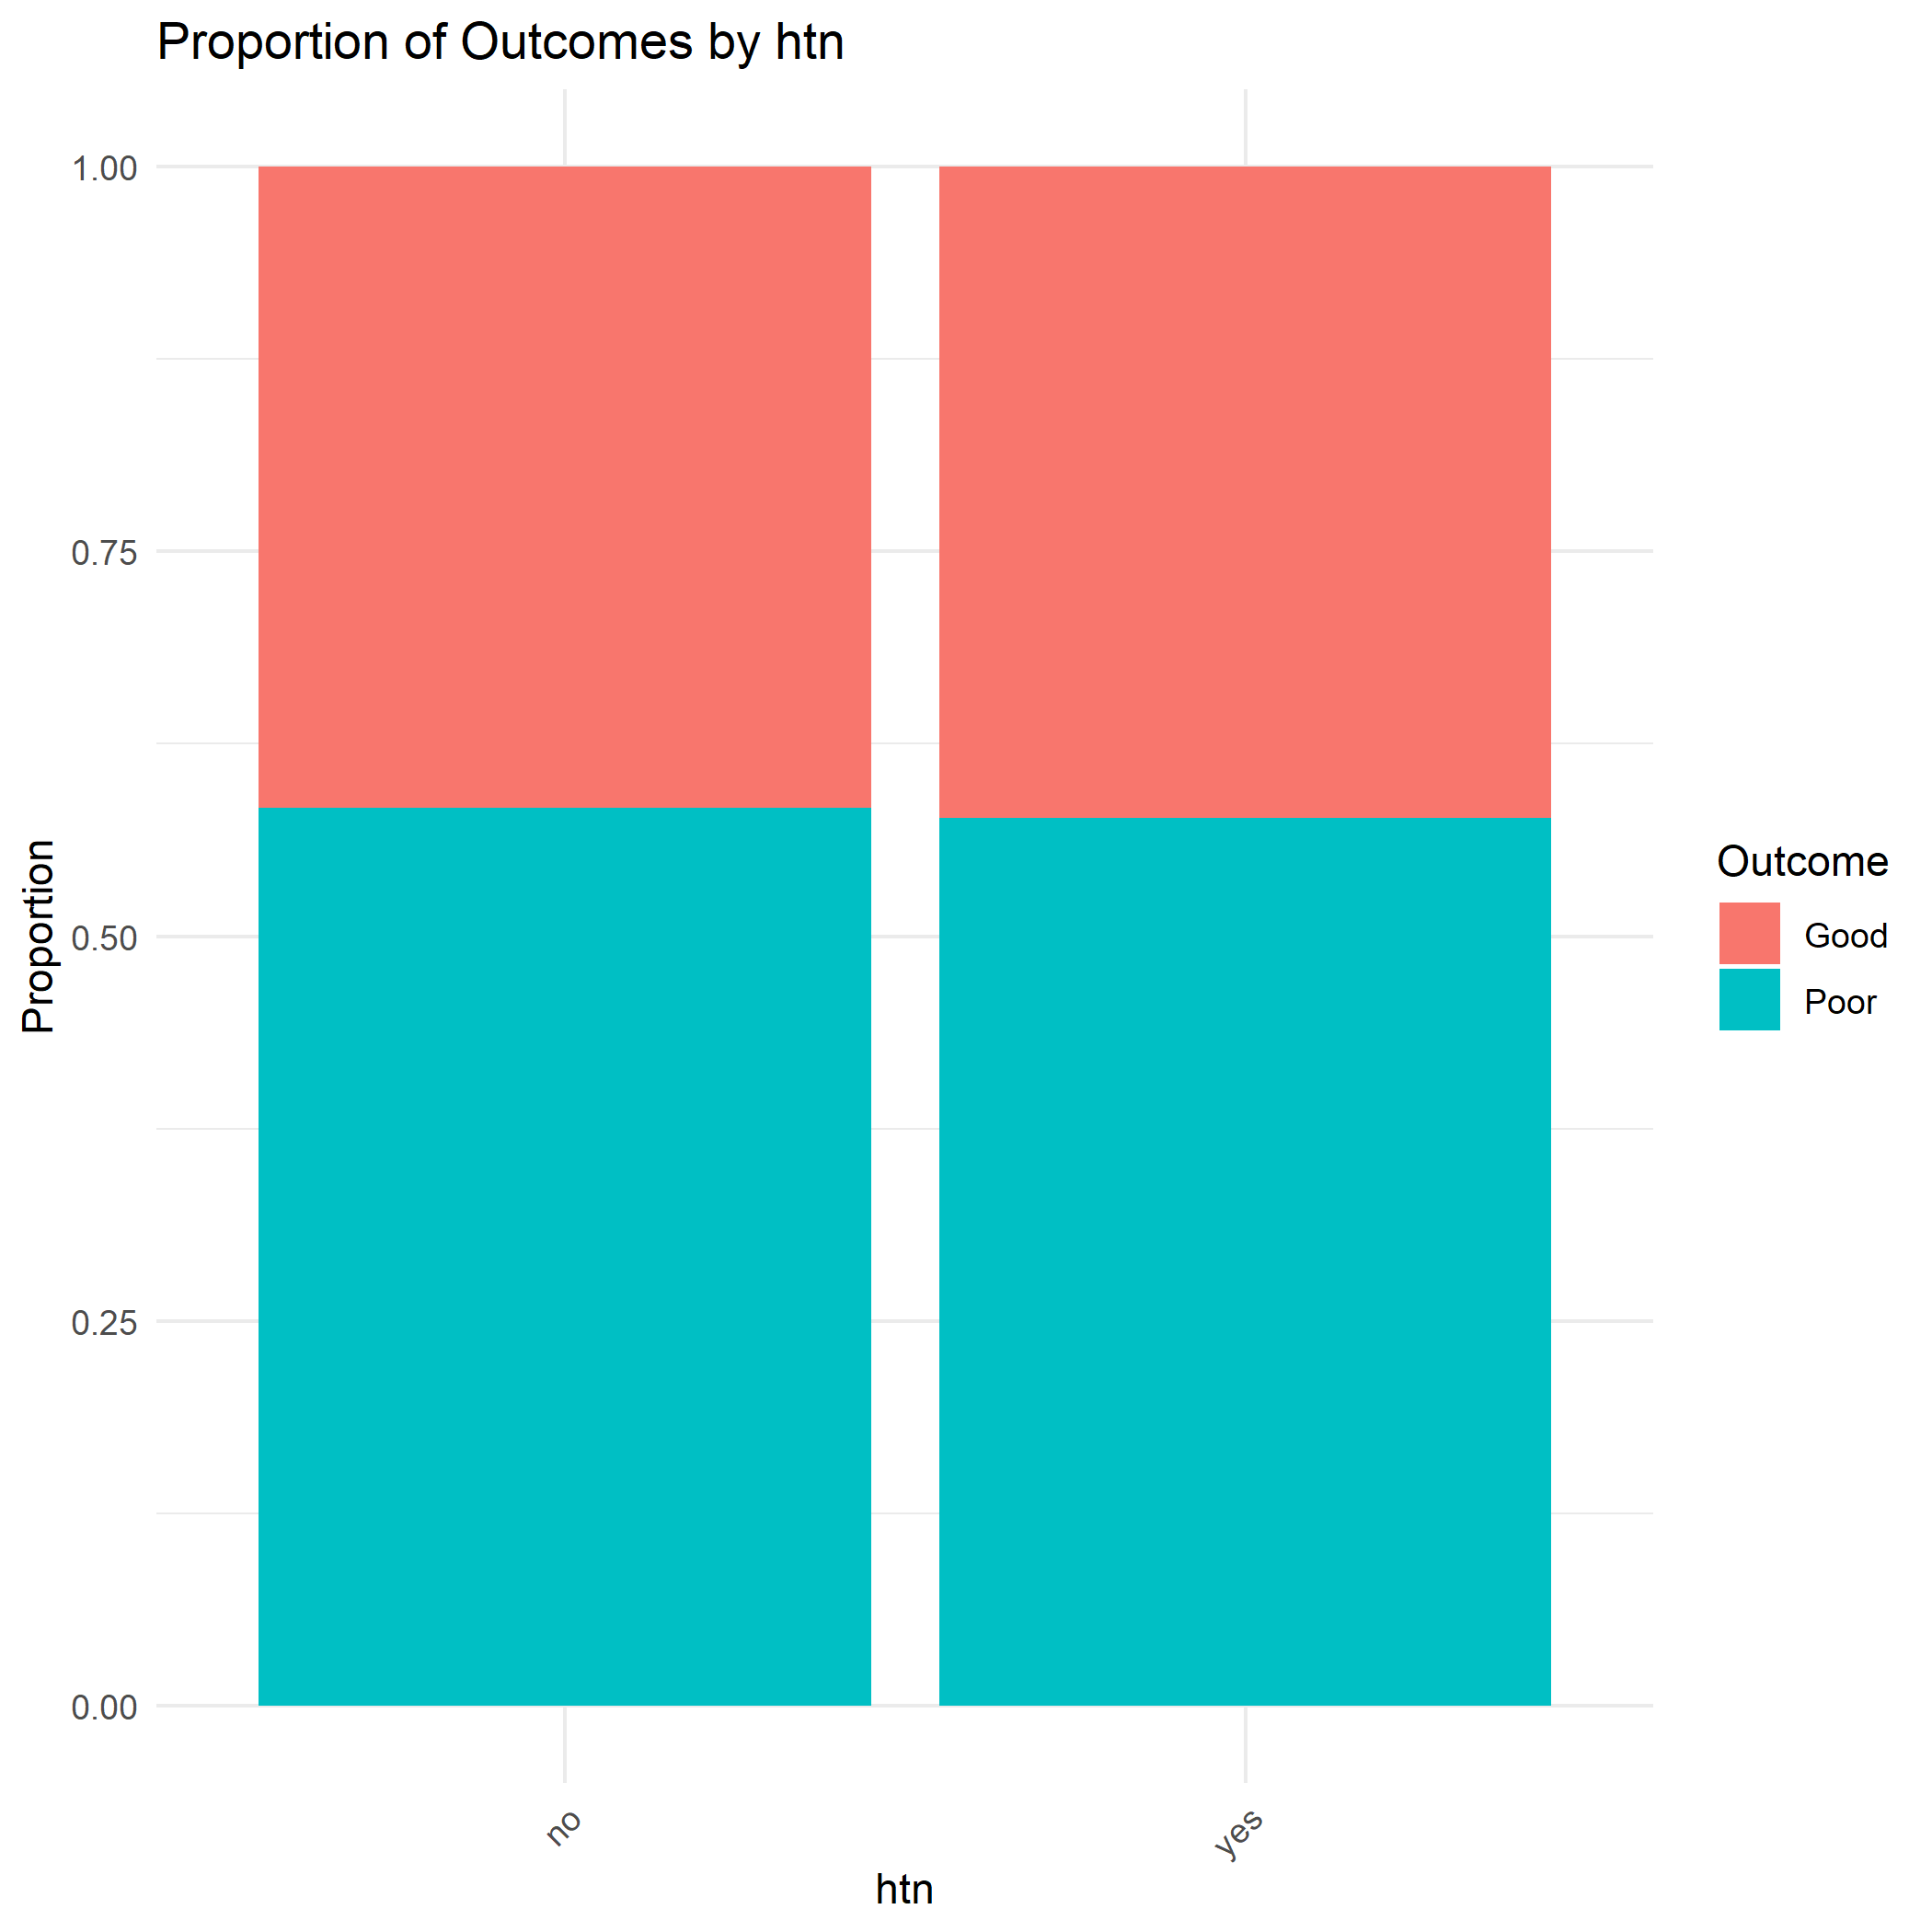 Proportion of Outcomes by htn
Proportion
1.00
0.75
0.50
0.25
0.00
no
yes
htn
Outcome
Good
Poor